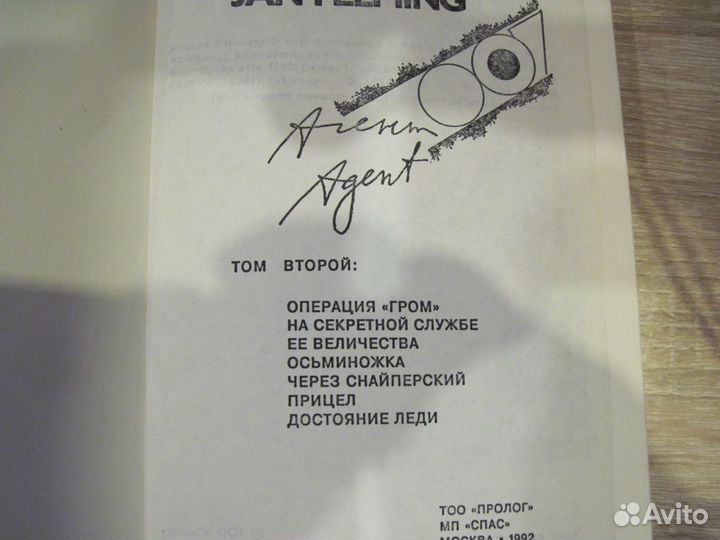 JAN FLEMING
007
Агент
Agent
ТОМ ВТОРОЙ:
ОПЕРАЦИЯ «ГРОМ»
НА СЕКРЕТНОЙ СЛУЖБЕ
ЕЕ ВЕЛИЧЕСТВА
ОСЬМИНОЖКА
ЧЕРЕЗ СНАЙПЕРСКИЙ
ПРИЦЕЛ
ДОСТОЯНИЕ ЛЕДИ
ТОО «ПРОЛОГ»
МП «СПАС»
МОСКВА • 1992
Avito